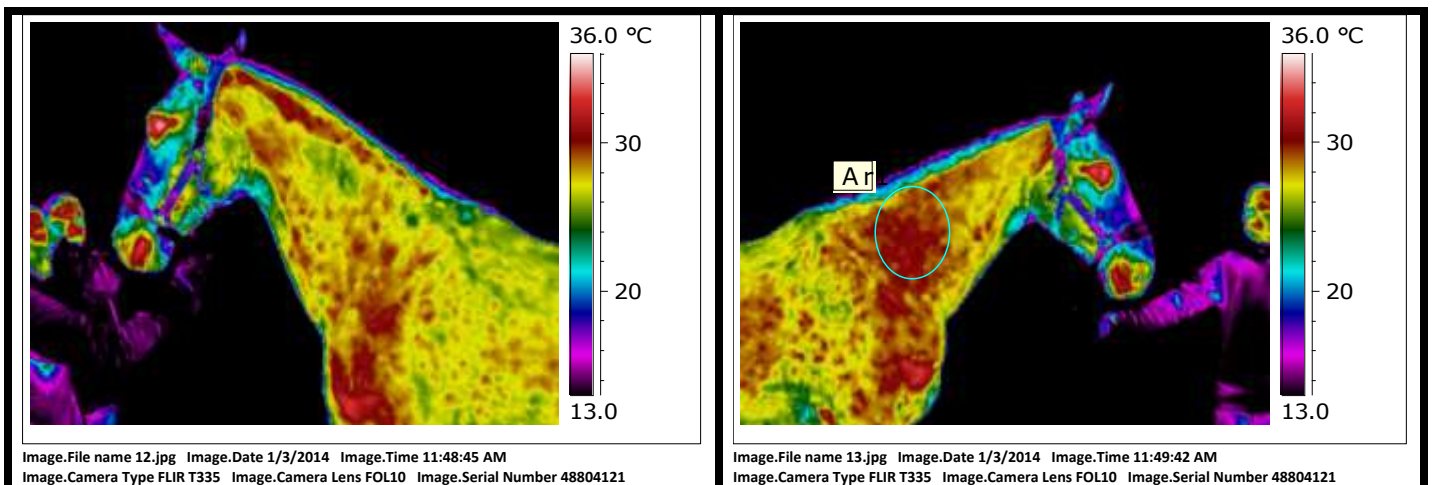 36.0 °C
30
20
13.0
Image.File name 12.jpg Image.Date 1/3/2014 Image.Time 11:48:45 AM
Image.Camera Type FLIR T335 Image.Camera Lens FOL10 Image.Serial Number 48804121
Ar
36.0 °C
30
20
13.0
Image.File name 13.jpg Image.Date 1/3/2014 Image.Time 11:49:42 AM
Image.Camera Type FLIR T335 Image.Camera Lens FOL10 Image.Serial Number 48804121